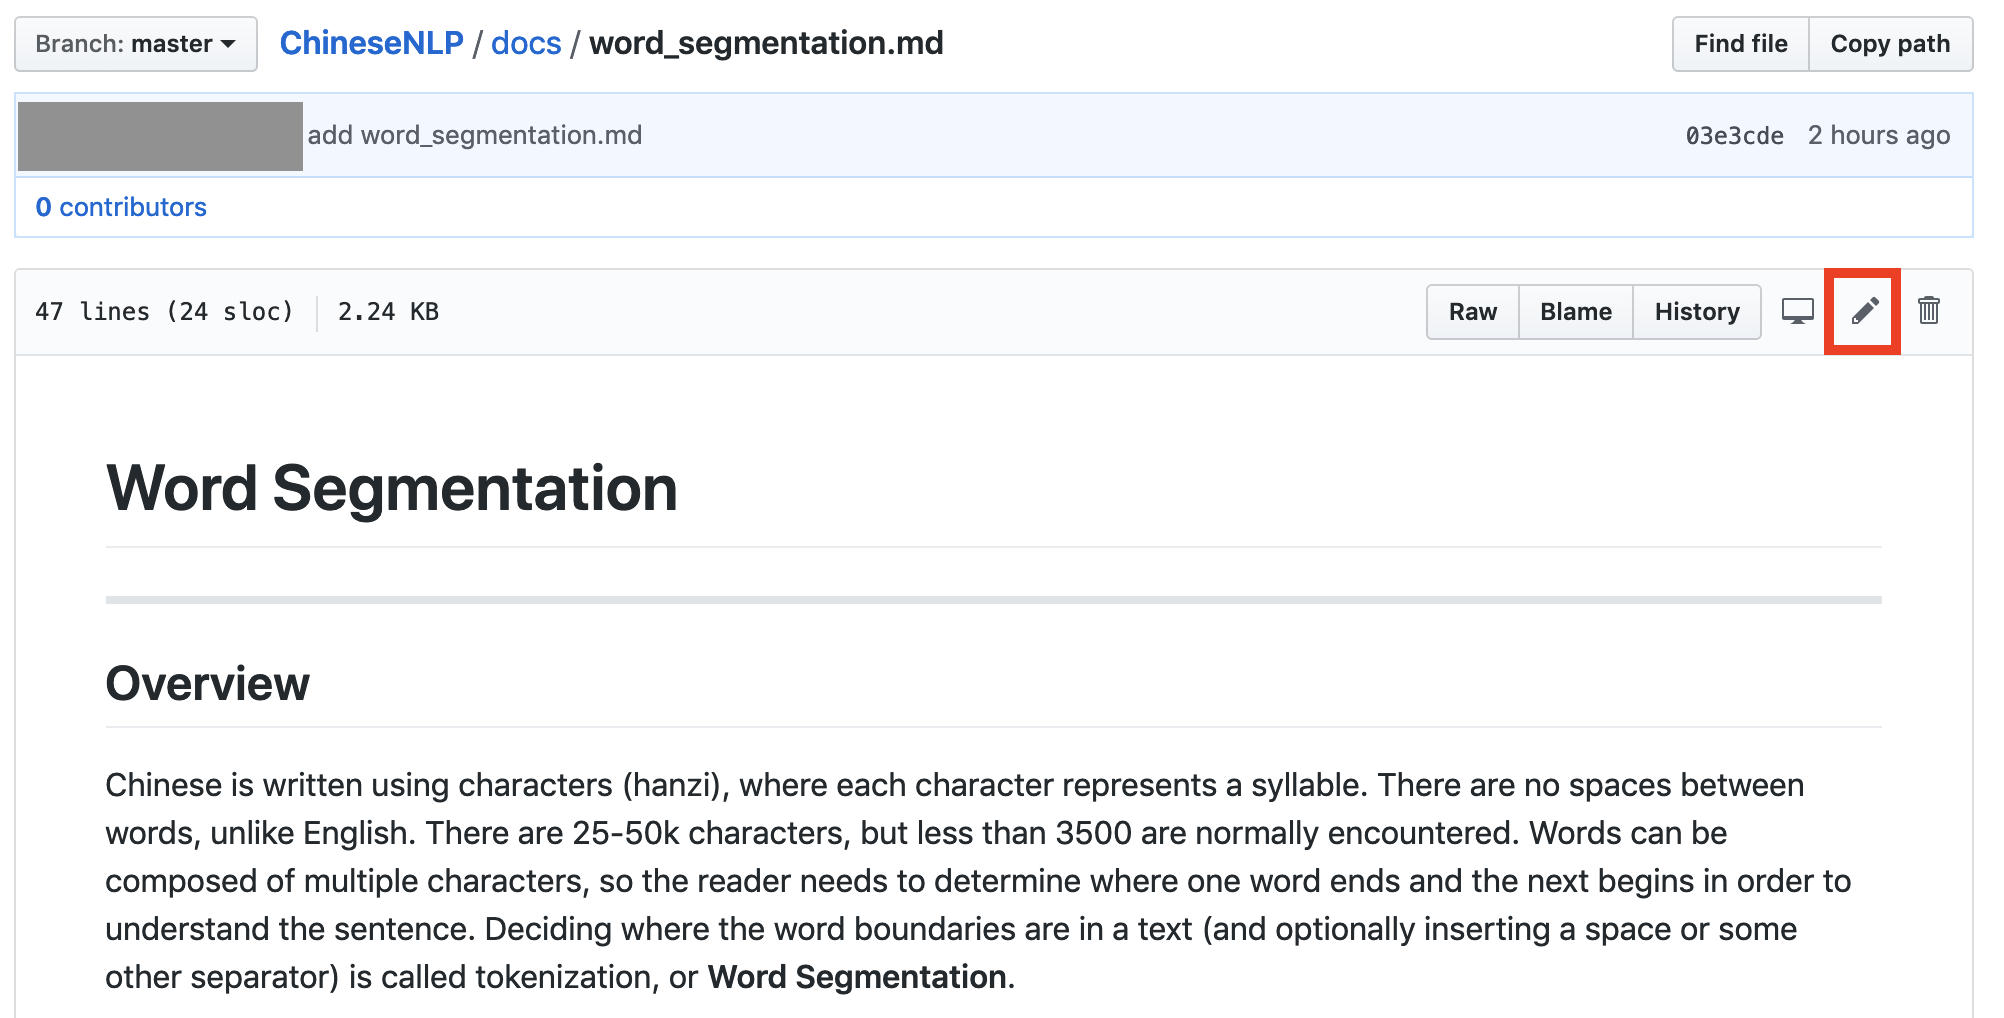 Branch: master ChineseNLP / docs / word_segmentation.md Find file Copy path
add word_segmentation.md 03e3cde 2 hours ago
0 contributors
47 lines (24 sloc) 2.24 KB Raw Blame History
Word Segmentation
Overview
Chinese is written using characters (hanzi), where each character represents a syllable. There are no spaces between
words, unlike English. There are 25-50k characters, but less than 3500 are normally encountered. Words can be
composed of multiple characters, so the reader needs to determine where one word ends and the next begins in order to
understand the sentence. Deciding where the word boundaries are in a text (and optionally inserting a space or some
other separator) is called tokenization, or Word Segmentation.